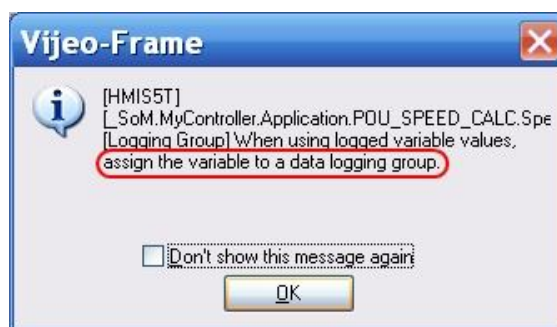 Vijeo-Frame
[HMIS5T]
[_SoM.MyController.Application.POU_SPEED_CALC.Spe
[Logging Group] When using logged variable values,
assign the variable to a data logging group.
Don't show this message again
OK